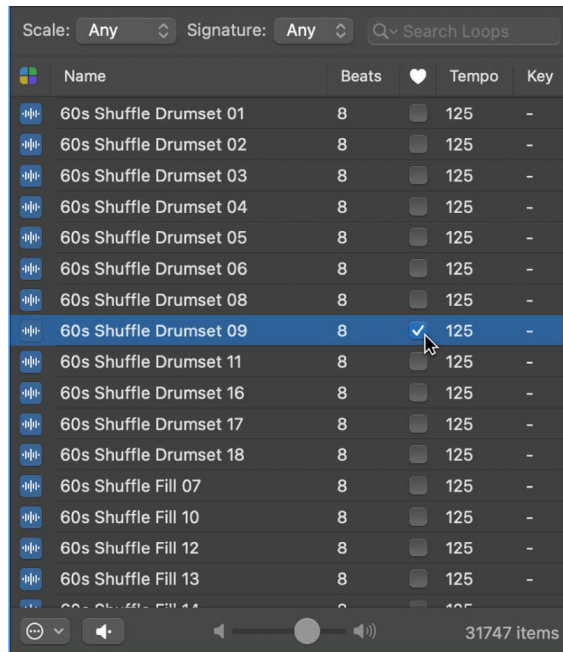 Scale: Any Signature: Any Search Loops
Name Beats Tempo Key
60s Shuffle Drumset 01 8 125 -
60s Shuffle Drumset 02 8 125 -
60s Shuffle Drumset 03 8 125 -
60s Shuffle Drumset 04 8 125 -
60s Shuffle Drumset 05 8 125 -
60s Shuffle Drumset 06 8 125 -
60s Shuffle Drumset 08 8 125 -
60s Shuffle Drumset 09 8 125 -
60s Shuffle Drumset 11 8 125 -
60s Shuffle Drumset 16 8 125 -
60s Shuffle Drumset 17 8 125 -
60s Shuffle Drumset 18 8 125 -
60s Shuffle Fill 07 8 125 -
60s Shuffle Fill 10 8 125 -
60s Shuffle Fill 12 8 125 -
60s Shuffle Fill 13 8 125 -
31747 items